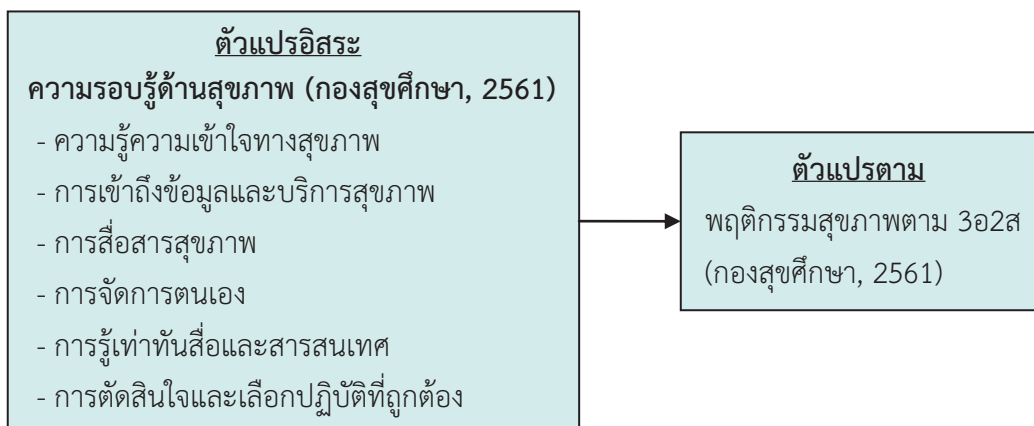 ตัวแปรอิสระ
ความรอบรู้ด้านสุขภาพ (กองสุขศึกษา, 2561)
- ความรู้ความเข้าใจทางสุขภาพ
- การเข้าถึงข้อมูลและบริการสุขภาพ
- การสื่อสารสุขภาพ
- การจัดการตนเอง
- การรู้เท่าทันสื่อและสารสนเทศ
- การตัดสินใจและเลือกปฏิบัติที่ถูกต้อง
ตัวแปรตาม
พฤติกรรมสุขภาพตาม 3อ2ส
(กองสุขศึกษา, 2561)